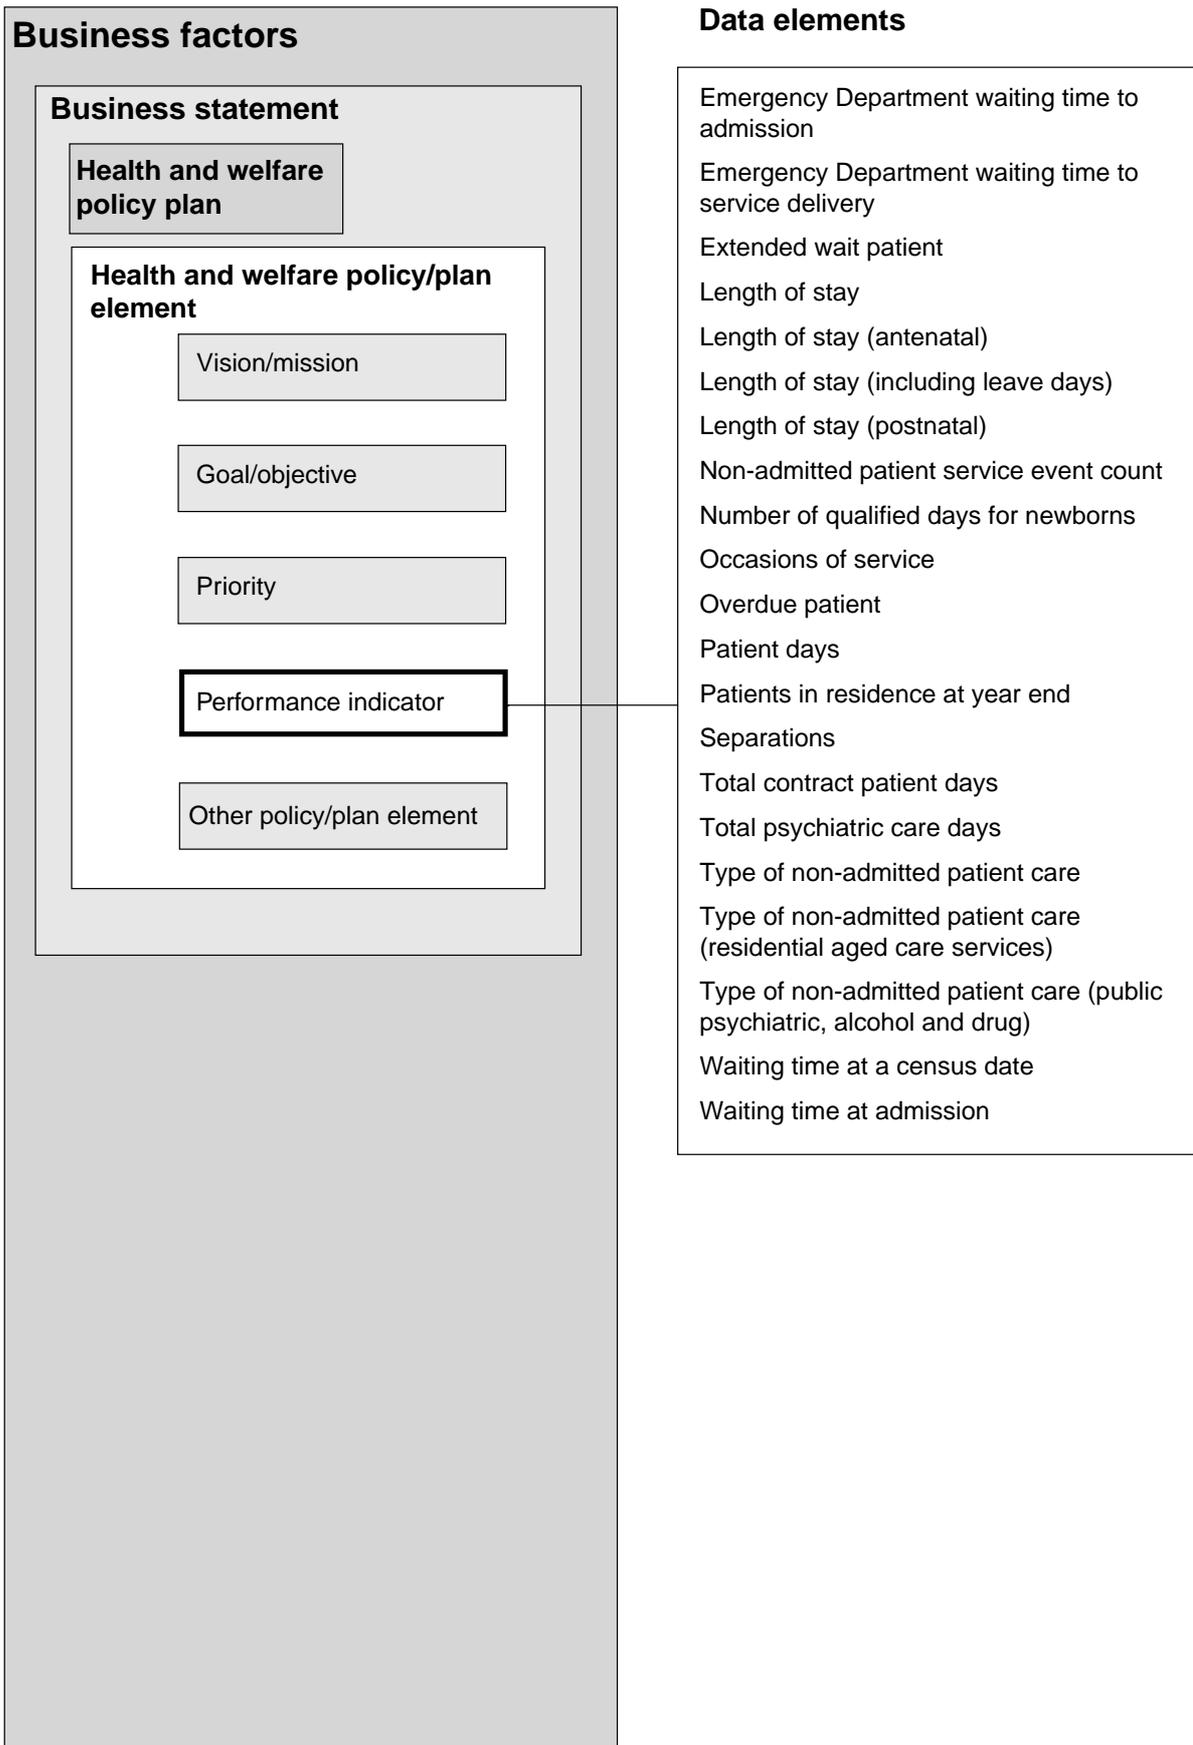 Business factors
Business statement
Health and welfare
policy plan
Health and welfare policy/plan
element
Vision/mission
Goal/objective
Priority
Performance indicator
Other policy/plan element
Data elements
Emergency Department waiting time to
admission
Emergency Department waiting time to
service delivery
Extended wait patient
Length of stay
Length of stay (antenatal)
Length of stay (including leave days)
Length of stay (postnatal)
Non-admitted patient service event count
Number of qualified days for newborns
Occasions of service
Overdue patient
Patient days
Patients in residence at year end
Separations
Total contract patient days
Total psychiatric care days
Type of non-admitted patient care
Type of non-admitted patient care
(residential aged care services)
Type of non-admitted patient care (public
psychiatric, alcohol and drug)
Waiting time at a census date
Waiting time at admission